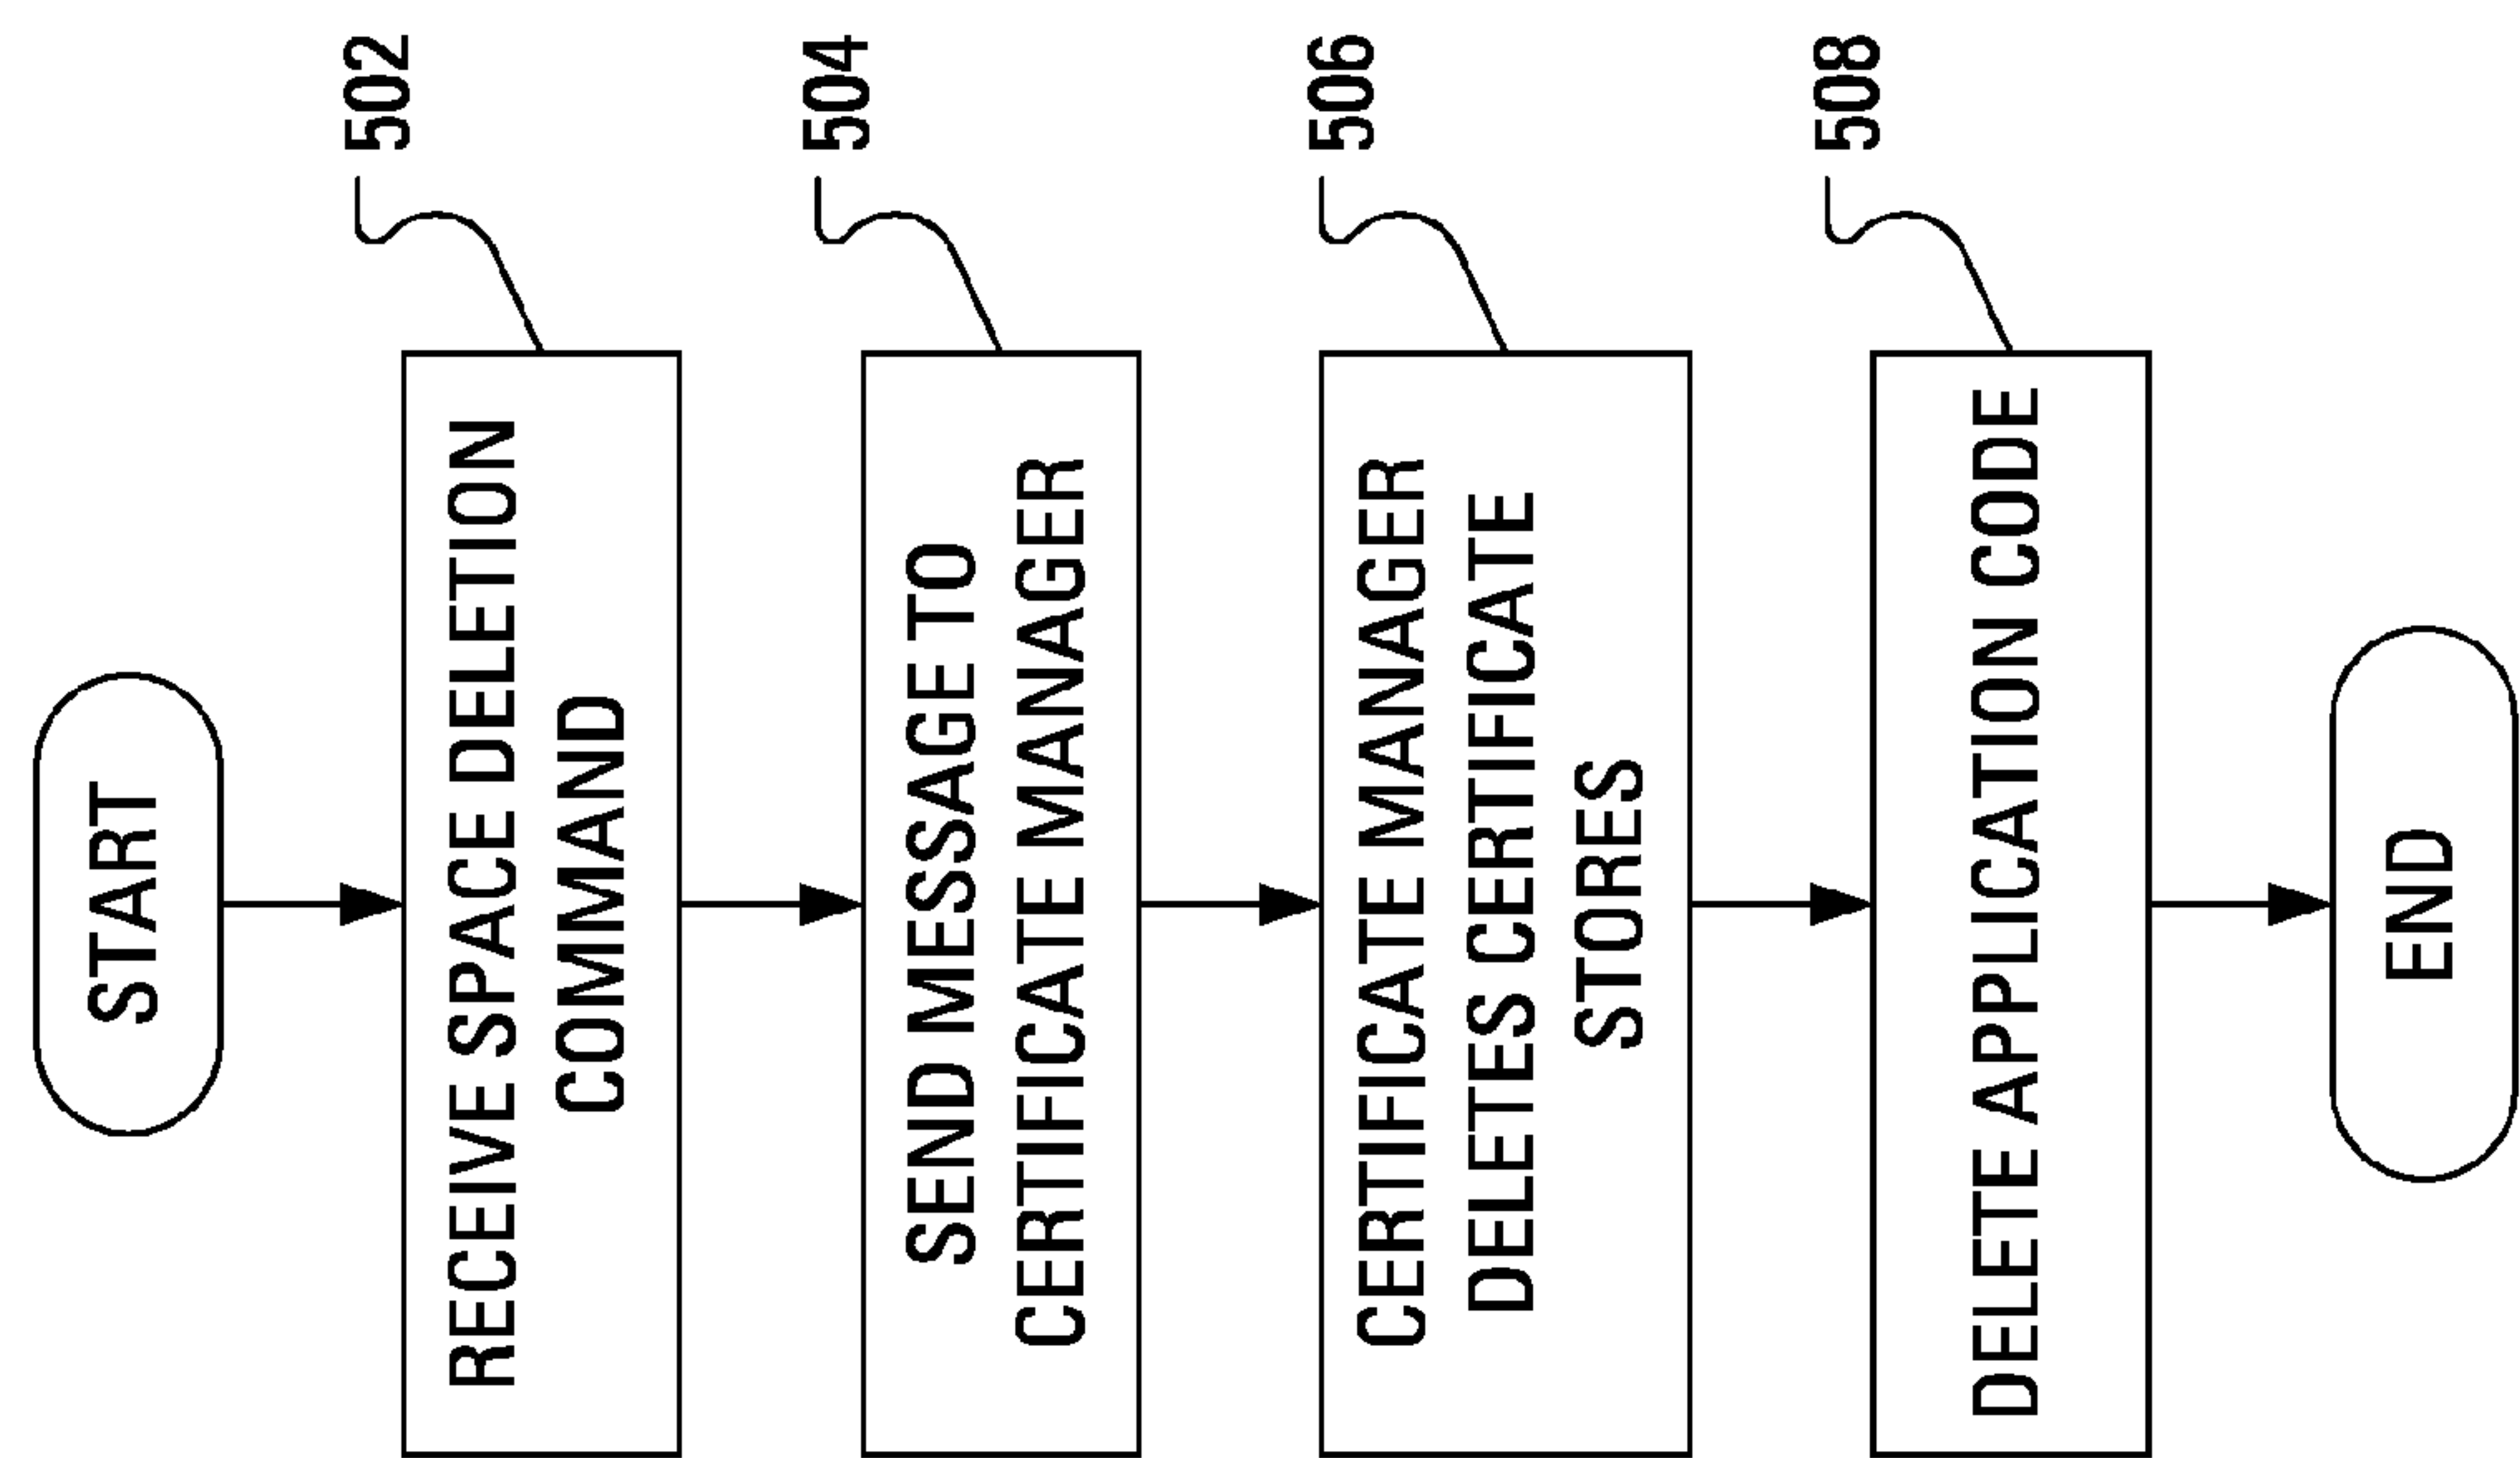 START
502
RECEIVE SPACE DELETION
COMMAND
504
SEND MESSAGE TO
CERTIFICATE MANAGER
506
CERTIFICATE MANAGER
DELETES CERTIFICATE
STORES
508
DELETE APPLICATION CODE
END